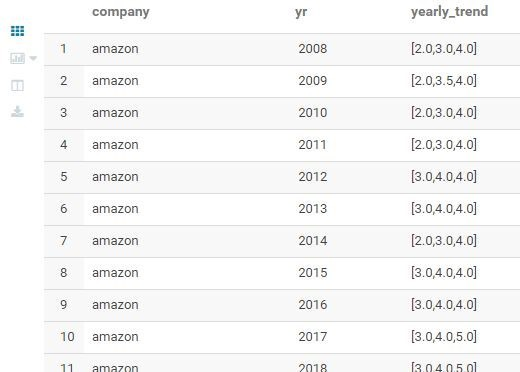 company yr yearly_trend
1 amazon 2008 [2.0,3.0,4.0]
2 amazon 2009 [2.0,3.5,4.0]
3 amazon 2010 [2.0,3.0,4.0]
4 amazon 2011 [2.0,3.0,4.0]
5 amazon 2012 [3.0,4.0,4.0]
6 amazon 2013 [3.0,4.0,4.0]
7 amazon 2014 [2.0,3.0,4.0]
8 amazon 2015 [3.0,4.0,4.0]
9 amazon 2016 [3.0,4.0,4.0]
10 amazon 2017 [3.0,4.0,5.0]
11 amazon 2018 [3.0,4.0,5.0]